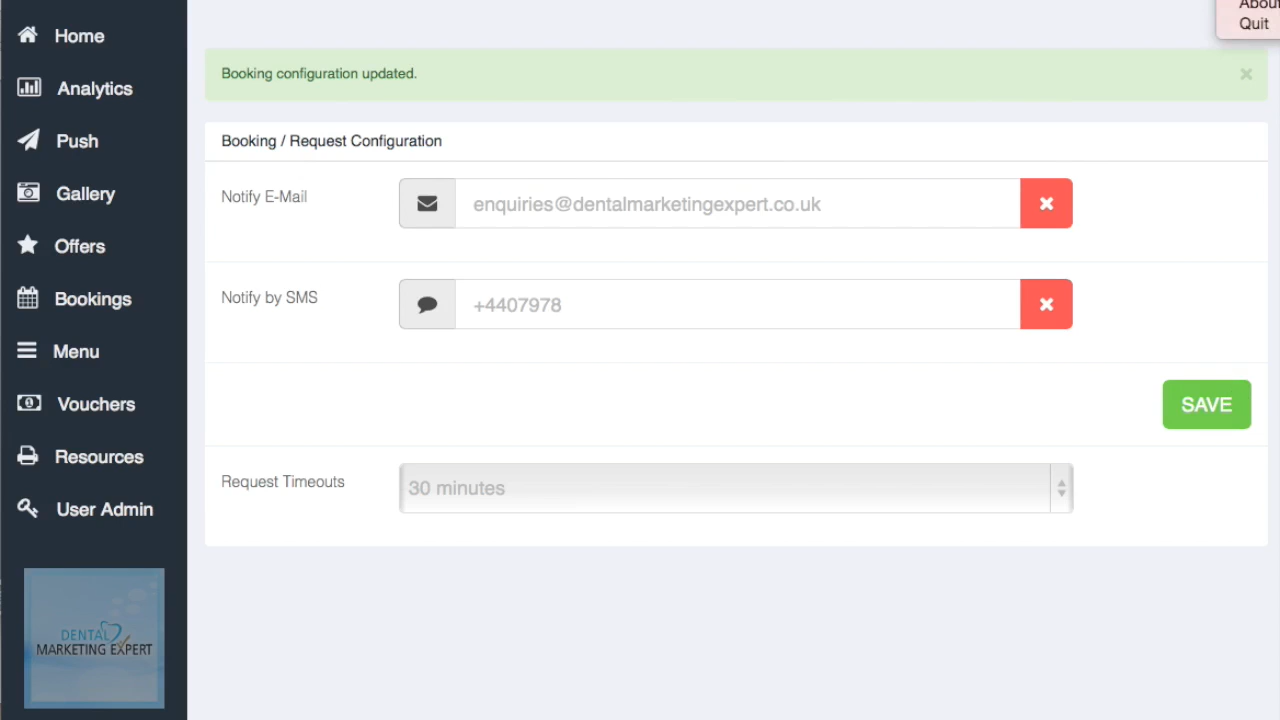 Home
Analytics
Push
Gallery
Offers
Bookings
Menu
Vouchers
Resources
User Admin
DENTAL
MARKETING EXPERT
About
Quit
Booking configuration updated.
Booking / Request Configuration
Notify E-Mail
enquiries@dentalmarketingexpert.co.uk
Notify by SMS
+4407978
SAVE
Request Timeouts
30 minutes